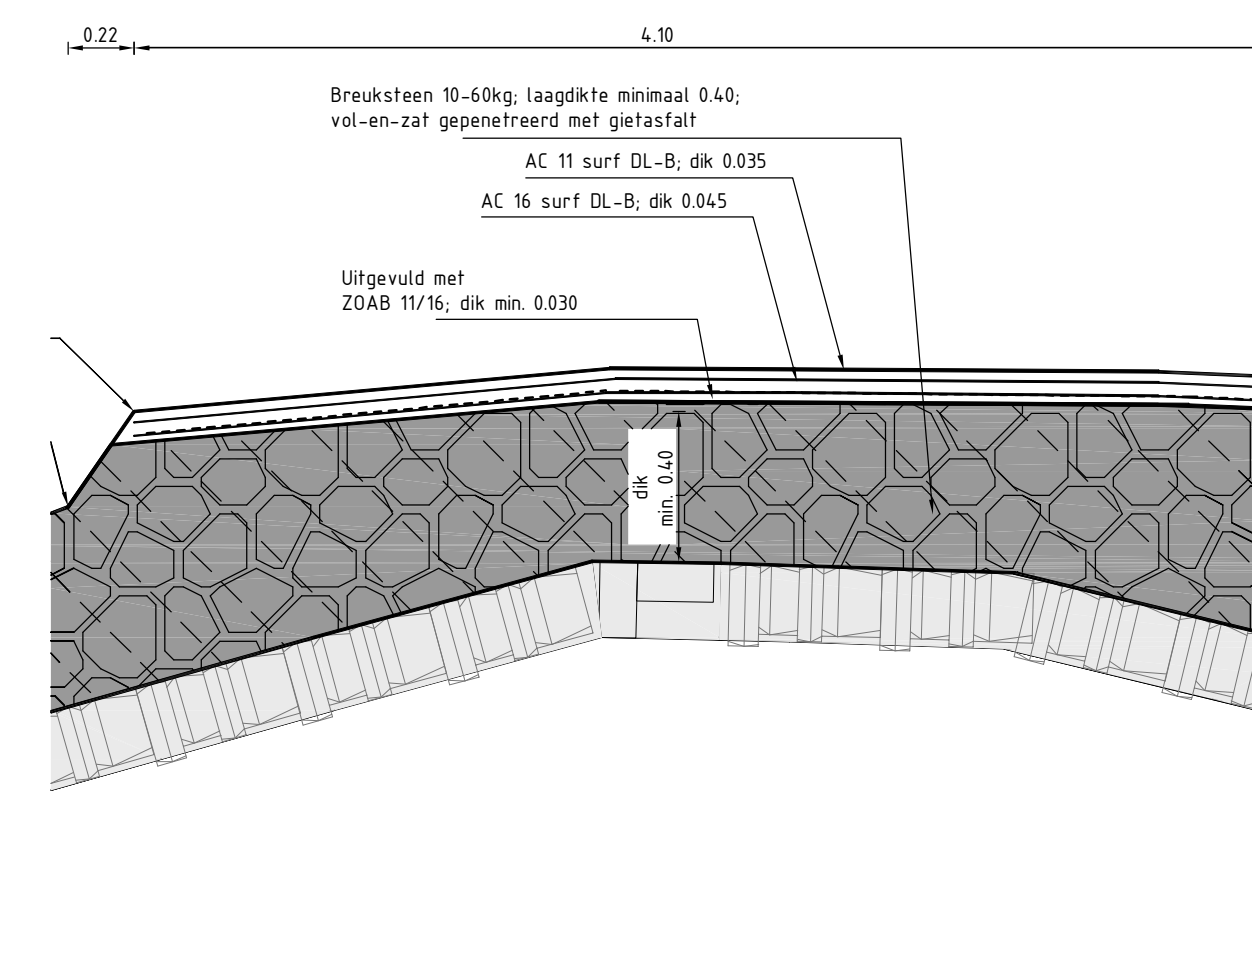 0.22
4.10
Breuksteen 10-60kg; laagdikte minimaal 0.40;
vol-en-zat gepenetreerd met gietasfalt
AC 11 surf DL-B; dik 0.035
AC 16 surf DL-B; dik 0.045
Uitgevuld met
ZOAB 11/16; dik min. 0.030
dik
min. 0.40